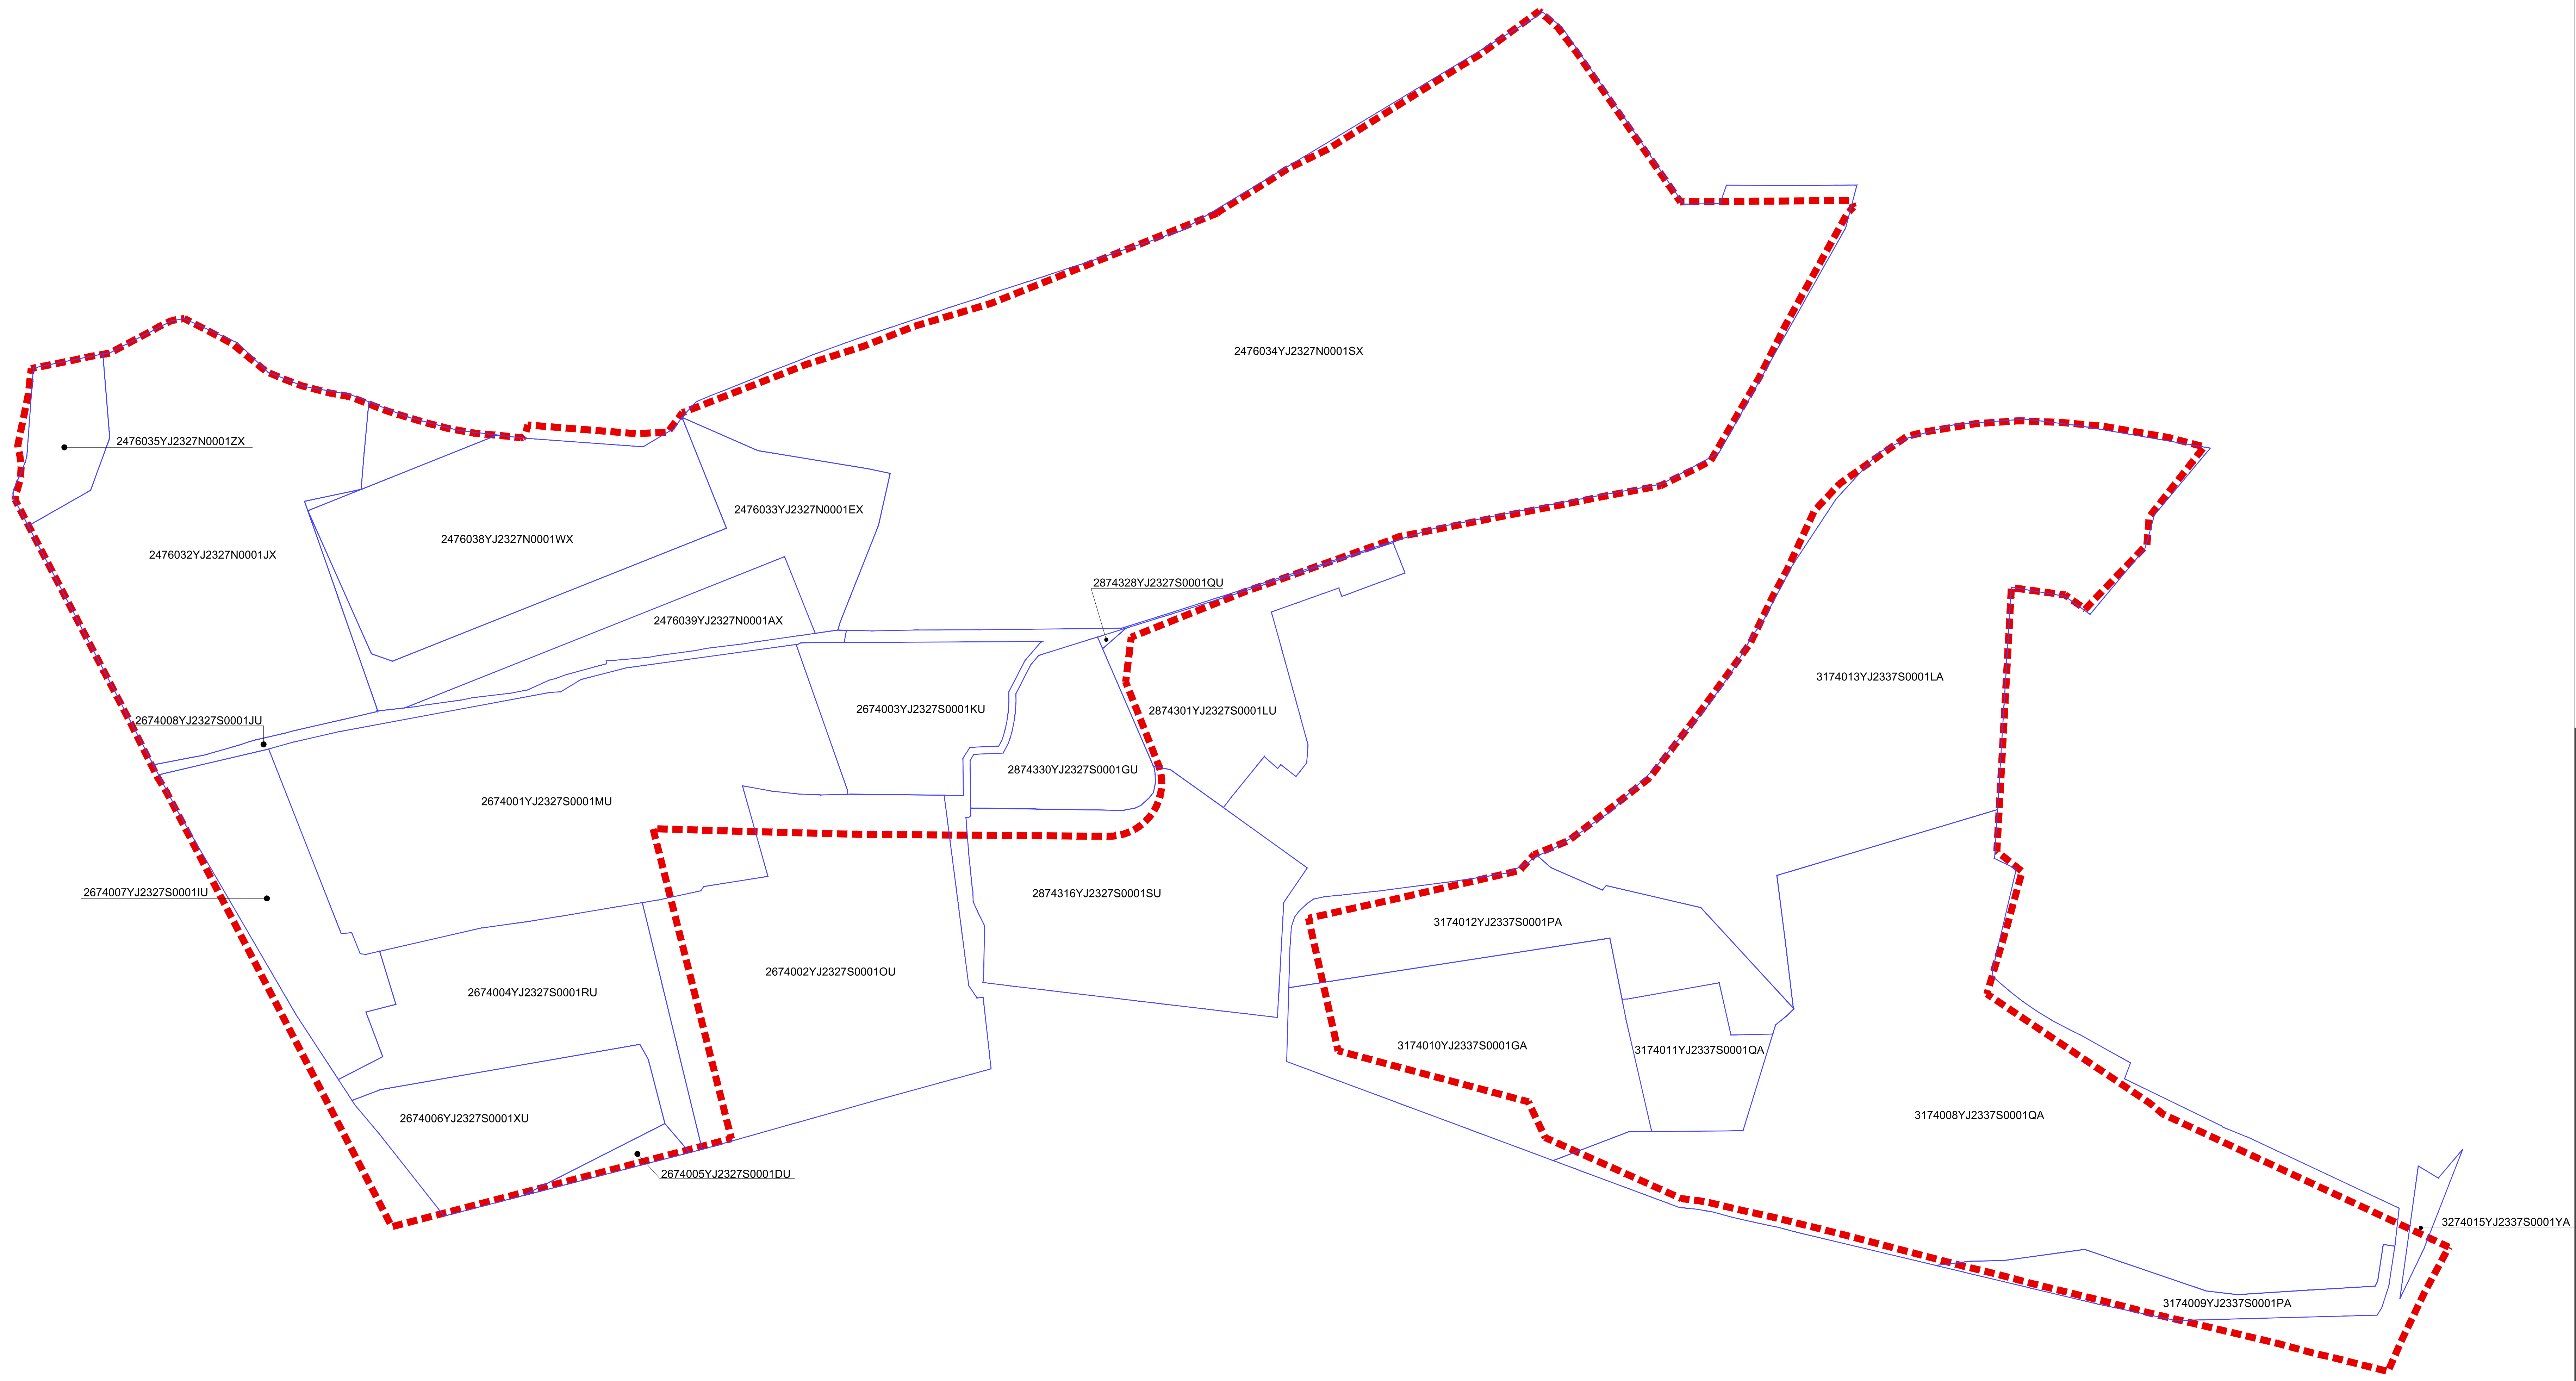 2476034YJ2327N0001SX
2476035YJ2327N0001ZX
2476033YJ2327N0001EX
2476038YJ2327N0001WX
2476032YJ2327N0001JX
2874328YJ2327S0001QU
2476039YJ2327N0001AX
3174013YJ2337S0001LA
2674003YJ2327S0001KU
2874301YJ2327S0001LU
2674008YJ2327S0001JU
2874330YJ2327S0001GU
2674001YJ2327S0001MU
2674007YJ2327S0001IU
2874316YJ2327S0001SU
3174012YJ2337S0001PA
2674002YJ2327S0001OU
2674004YJ2327S0001RU
3174010YJ2337S0001GA
3174011YJ2337S0001QA
3174008YJ2337S0001QA
2674006YJ2327S0001XU
2674005YJ2327S0001DU
3274015YJ2337S0001YA
3174009YJ2337S0001PA